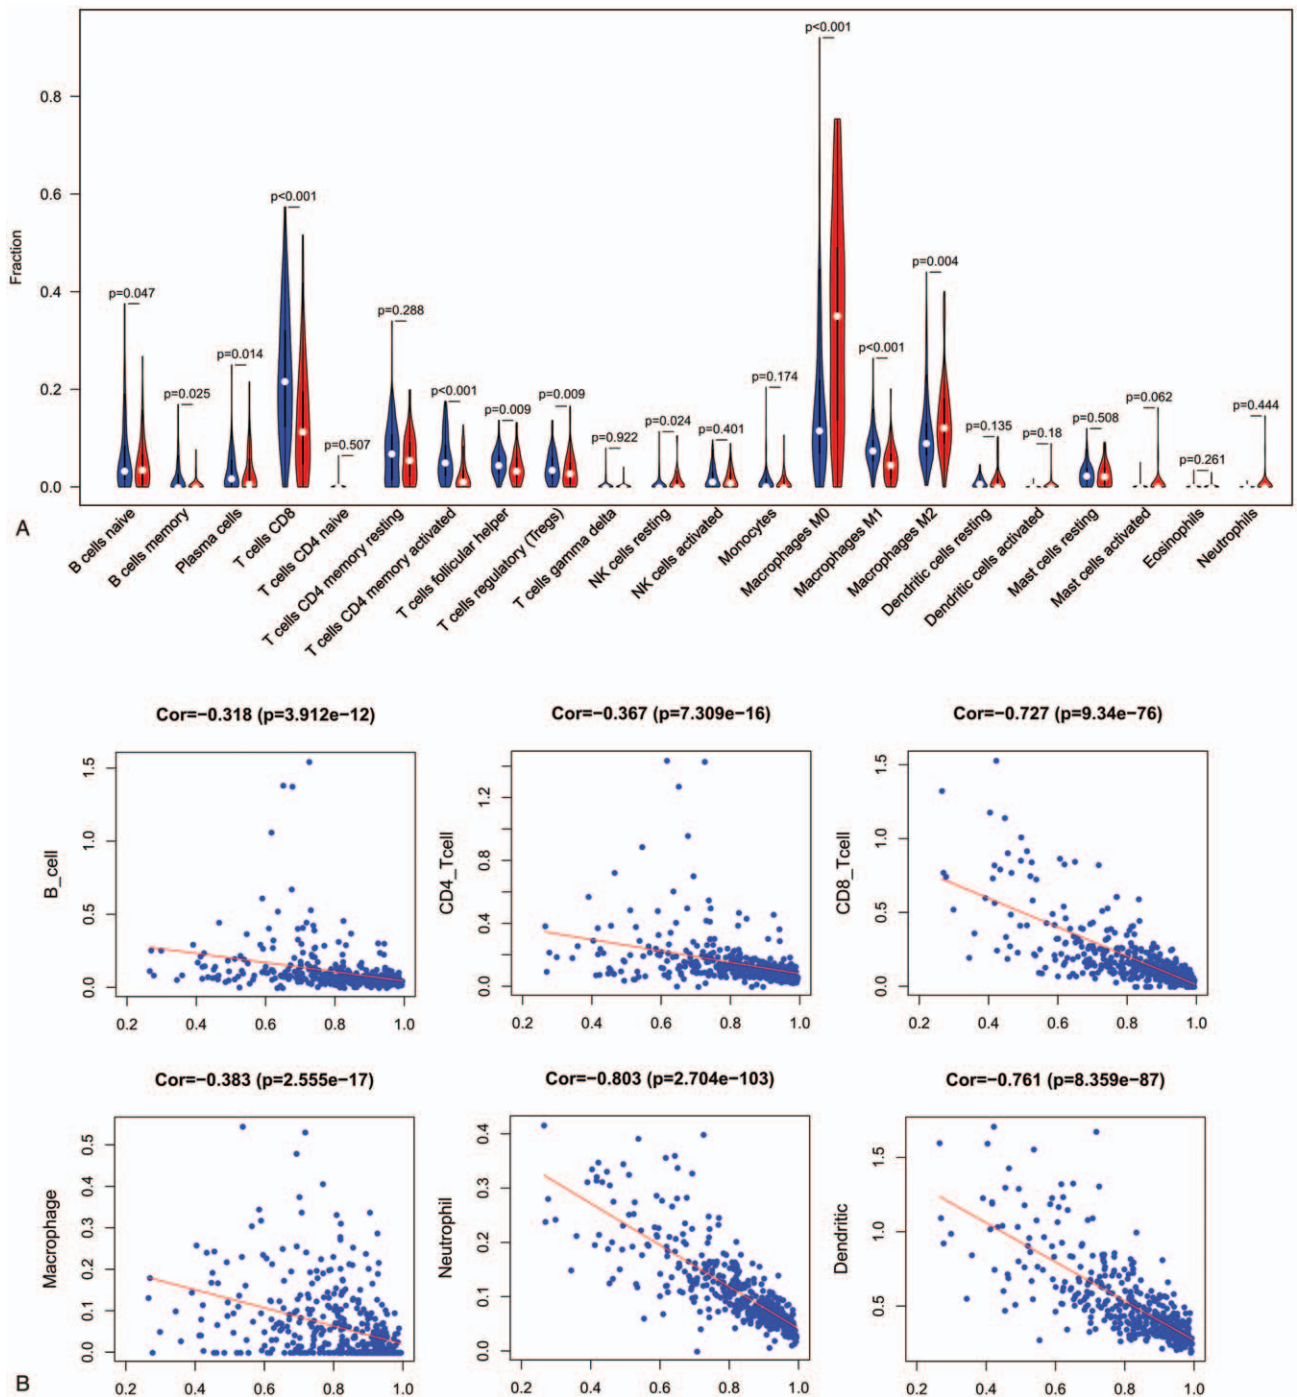 p<0.001
0.8
0.6
p<0.001
0.4
p=0.288
p=0.004
p=0.047
p=0.014
p<0.001
p<0.001
0.2
p=0.025
p=0.009
p=0.009
p=0.174
p=0.062
p=0.444
p=0.507
p=0.922
p=0.024
p=0.401
p=0.135
p=0.18
p=0.508
p=0.261
0.0
Fraction
A
B cells naive
B cells memory
Plasma cells
T cells CD8
T cells CD4 naive
T cells CD4 memory resting
T cells CD4 memory activated
T cells follicular helper
T cells regulatory (Tregs)
T cells gamma delta
NK cells resting
NK cells activated
Monocytes
Macrophages M0
Macrophages M1
Macrophages M2
Dendritic cells resting
Dendritic cells activated
Mast cells resting
Mast cells activated
Eosinophils
Neutrophils
p<0.001
Cor=−0.318 (p=3.912e−12)
B_cell
1.5
1.0
0.5
0.0
0.2 0.4 0.6 0.8 1.0
Cor=−0.367 (p=7.309e−16)
CD4_Tcell
1.2
0.8
0.4
0.0
0.2 0.4 0.6 0.8 1.0
Cor=−0.727 (p=9.34e−76)
CD8_Tcell
1.5
1.0
0.5
0.0
0.2 0.4 0.6 0.8 1.0
Cor=−0.383 (p=2.555e−17)
Macrophage
0.5
0.4
0.3
0.2
0.1
0.0
0.2 0.4 0.6 0.8 1.0
Cor=−0.803 (p=2.704e−103)
Neutrophil
0.4
0.3
0.2
0.1
0.0
0.2 0.4 0.6 0.8 1.0
Cor=−0.761 (p=8.359e−87)
Dendritic
1.5
1.0
0.5
0.2 0.4 0.6 0.8 1.0
B